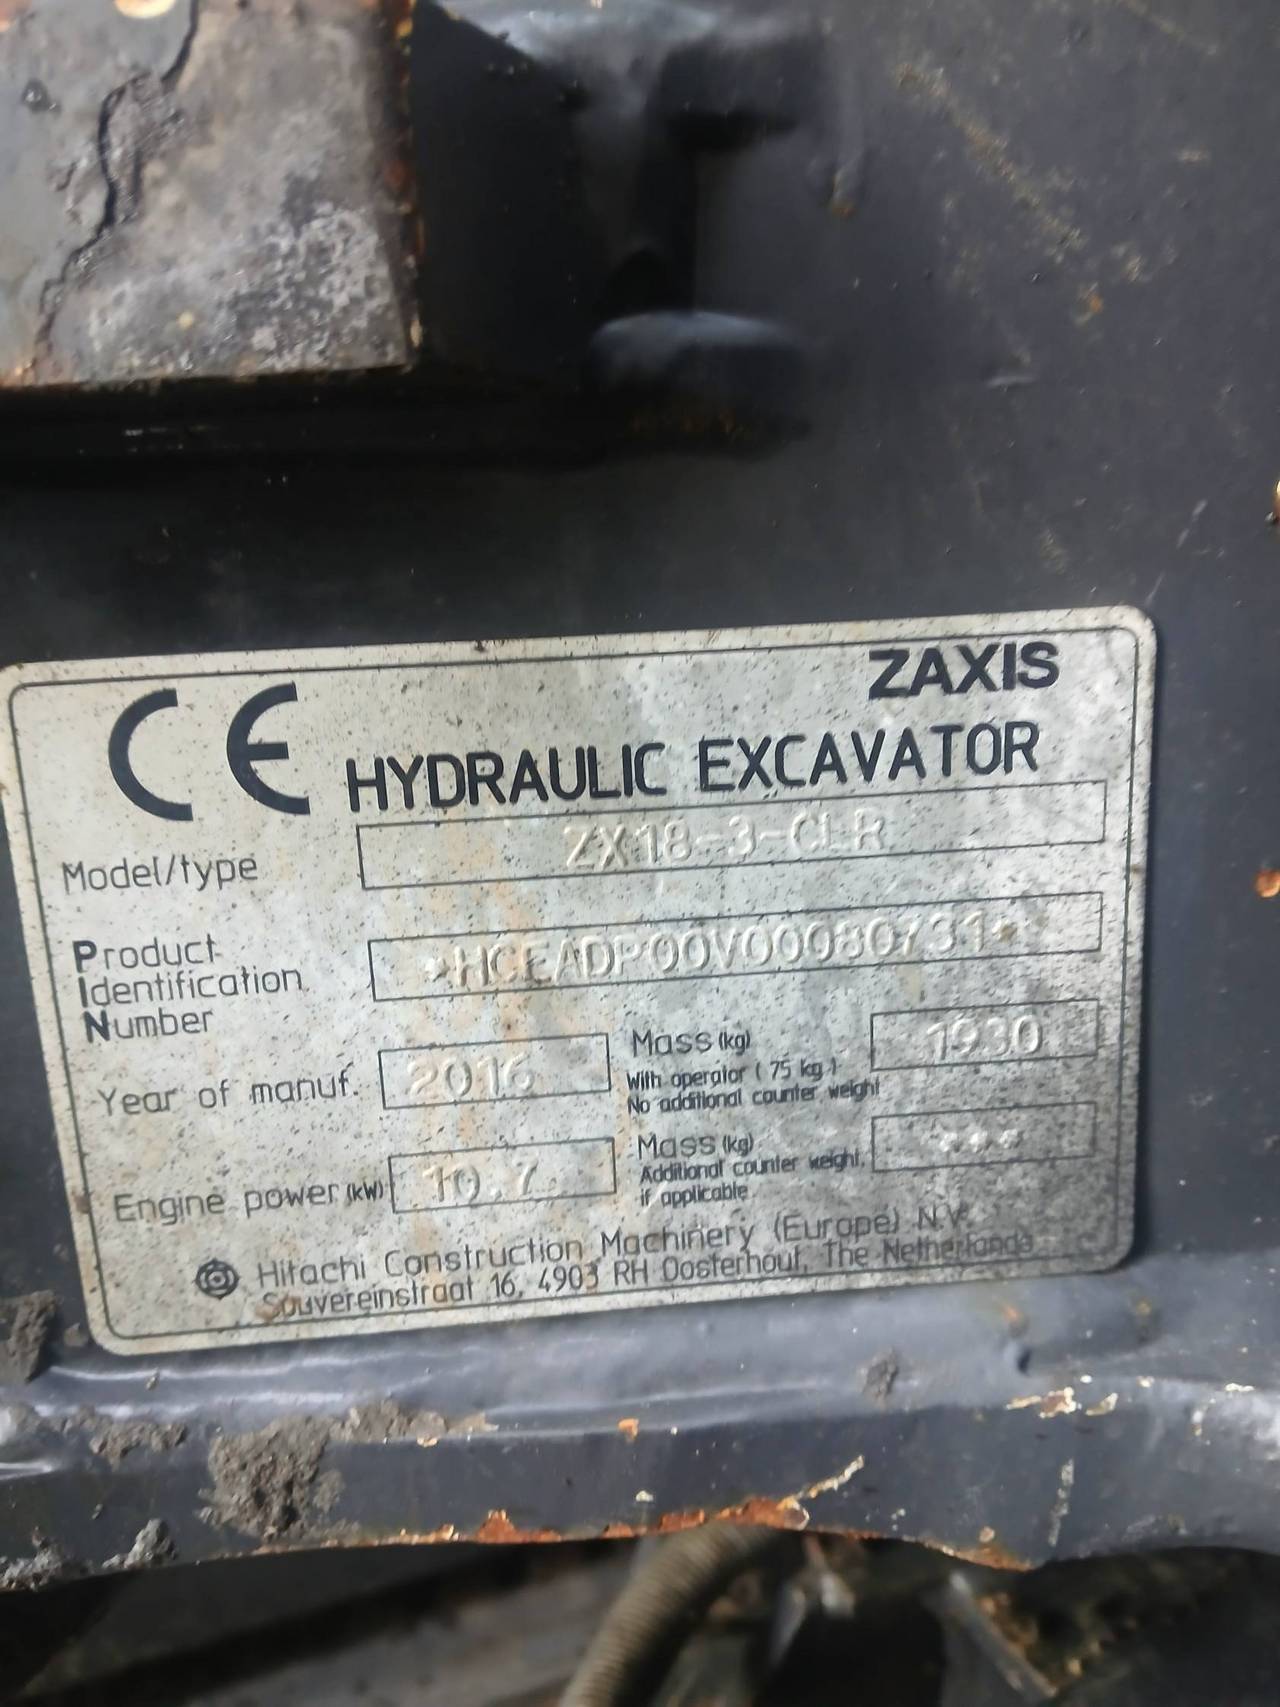 CE
ZAXIS
HYDRAULIC EXCAVATOR
Model/type ZX18-3-CLR
Product Identification Number *HCEADP00V00080731*
Year of manuf. 2016
Mass (kg) 1930
With operator (75 kg)
No additional counter weight
Engine power (kW) 10.7
Mass (kg)
Additional counter weight,
if applicable
Hitachi Construction Machinery (Europe) N.V.
Souvereinstraat 16, 4903 RH Oosterhout, The Netherlands